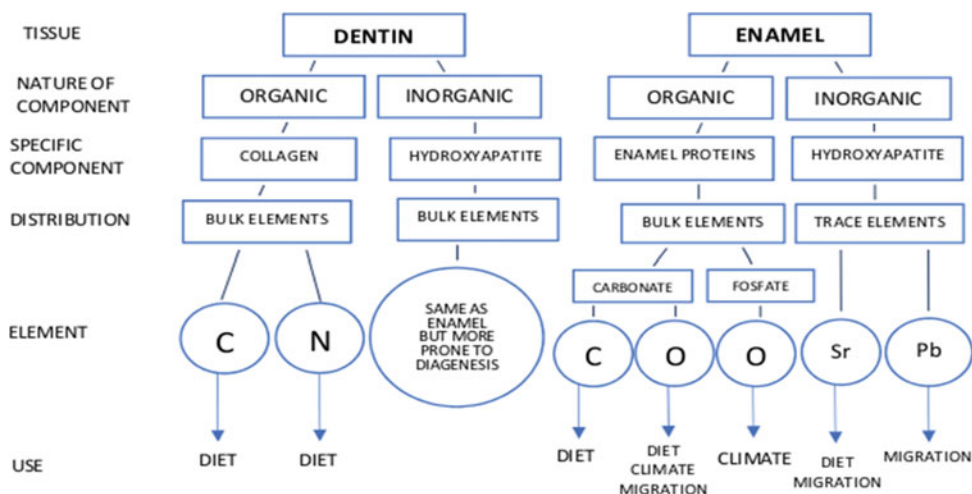 TISSUE
DENTIN
ENAMEL
NATURE OF
COMPONENT
ORGANIC
INORGANIC
ORGANIC
INORGANIC
SPECIFIC
COMPONENT
COLLAGEN
HYDROXYAPATITE
ENAMEL PROTEINS
HYDROXYAPATITE
DISTRIBUTION
BULK ELEMENTS
BULK ELEMENTS
BULK ELEMENTS
TRACE ELEMENTS
CARBONATE
FOSFATE
ELEMENT
C
N
SAME AS
ENAMEL
BUT MORE
PRONE TO
DIAGENESIS
C
O
O
Sr
Pb
USE
DIET
DIET
DIET
DIET
CLIMATE
MIGRATION
CLIMATE
DIET
MIGRATION
MIGRATION